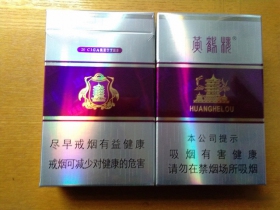 20 CIGARETTES
尽早戒烟有益健康
戒烟可减少对健康的危害
黄鹤楼
HUANGHELOU
本公司提示
吸烟有害健康
请勿在禁烟场所吸烟